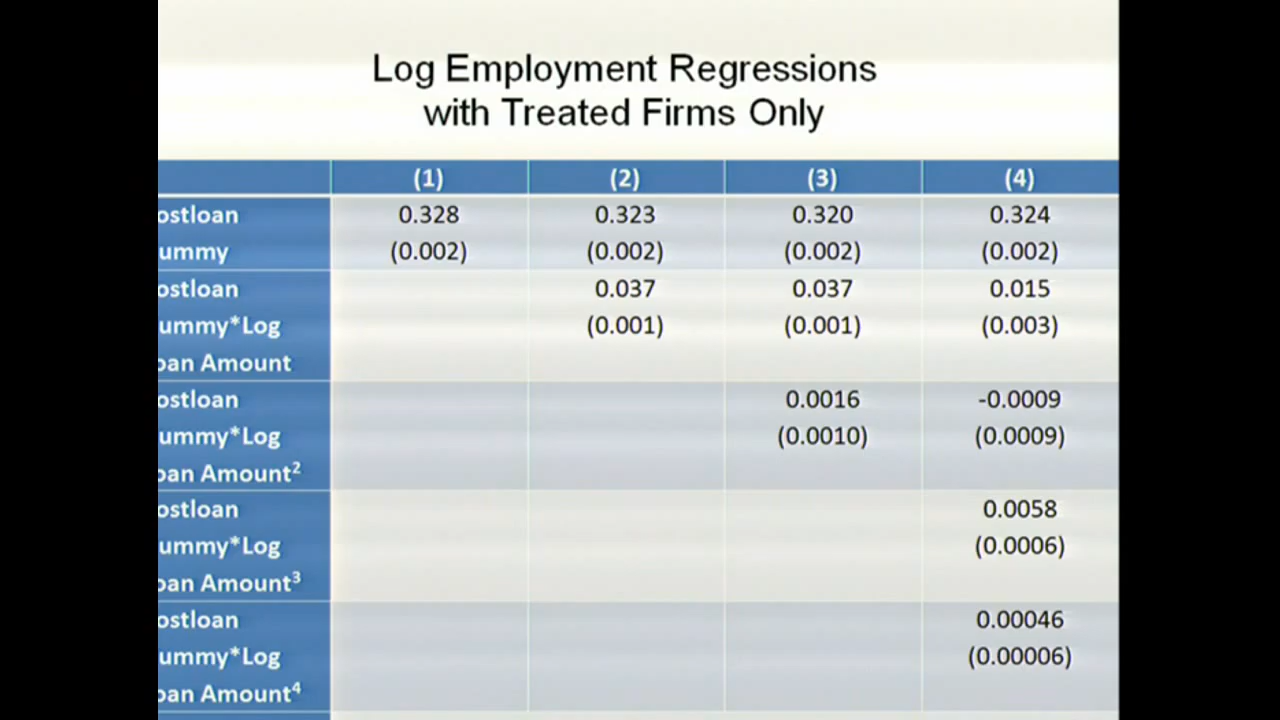 Log Employment Regressions
with Treated Firms Only
(1) (2) (3) (4)
ostloan 0.328 0.323 0.320 0.324
ummy (0.002) (0.002) (0.002) (0.002)
ostloan 0.037 0.037 0.015
ummy*Log (0.001) (0.001) (0.003)
oan Amount
ostloan 0.0016 -0.0009
ummy*Log (0.0010) (0.0009)
oan Amount²
ostloan 0.0058
ummy*Log (0.0006)
oan Amount³
ostloan 0.00046
ummy*Log (0.00006)
oan Amount⁴